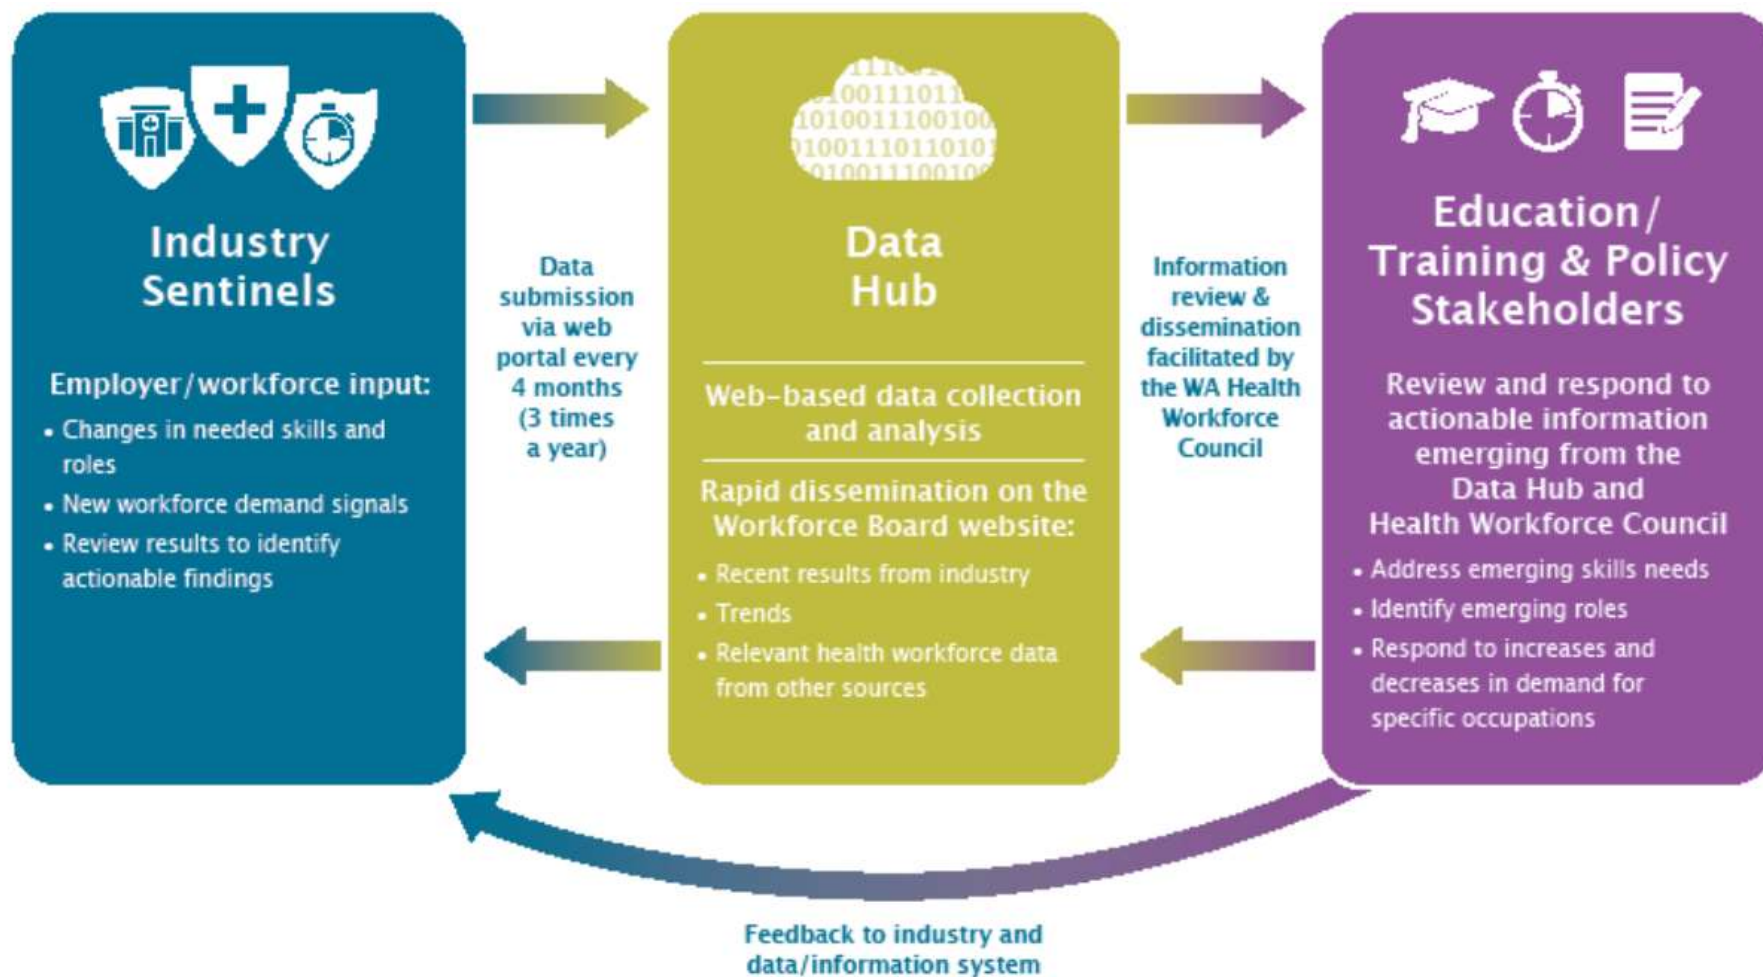 Industry
Sentinels
Employer/workforce input:
• Changes in needed skills and
roles
• New workforce demand signals
• Review results to identify
actionable findings
Data
submission
via web
portal every
4 months
(3 times
a year)
Data
Hub
Web-based data collection
and analysis
Rapid dissemination on the
Workforce Board website:
• Recent results from industry
• Trends
• Relevant health workforce data
from other sources
Information
review &
dissemination
facilitated by
the WA Health
Workforce
Council
Education/
Training & Policy
Stakeholders
Review and respond to
actionable information
emerging from the
Data Hub and
Health Workforce Council
• Address emerging skills needs
• Identify emerging roles
• Respond to increases and
decreases in demand for
specific occupations
Feedback to industry and
data/information system